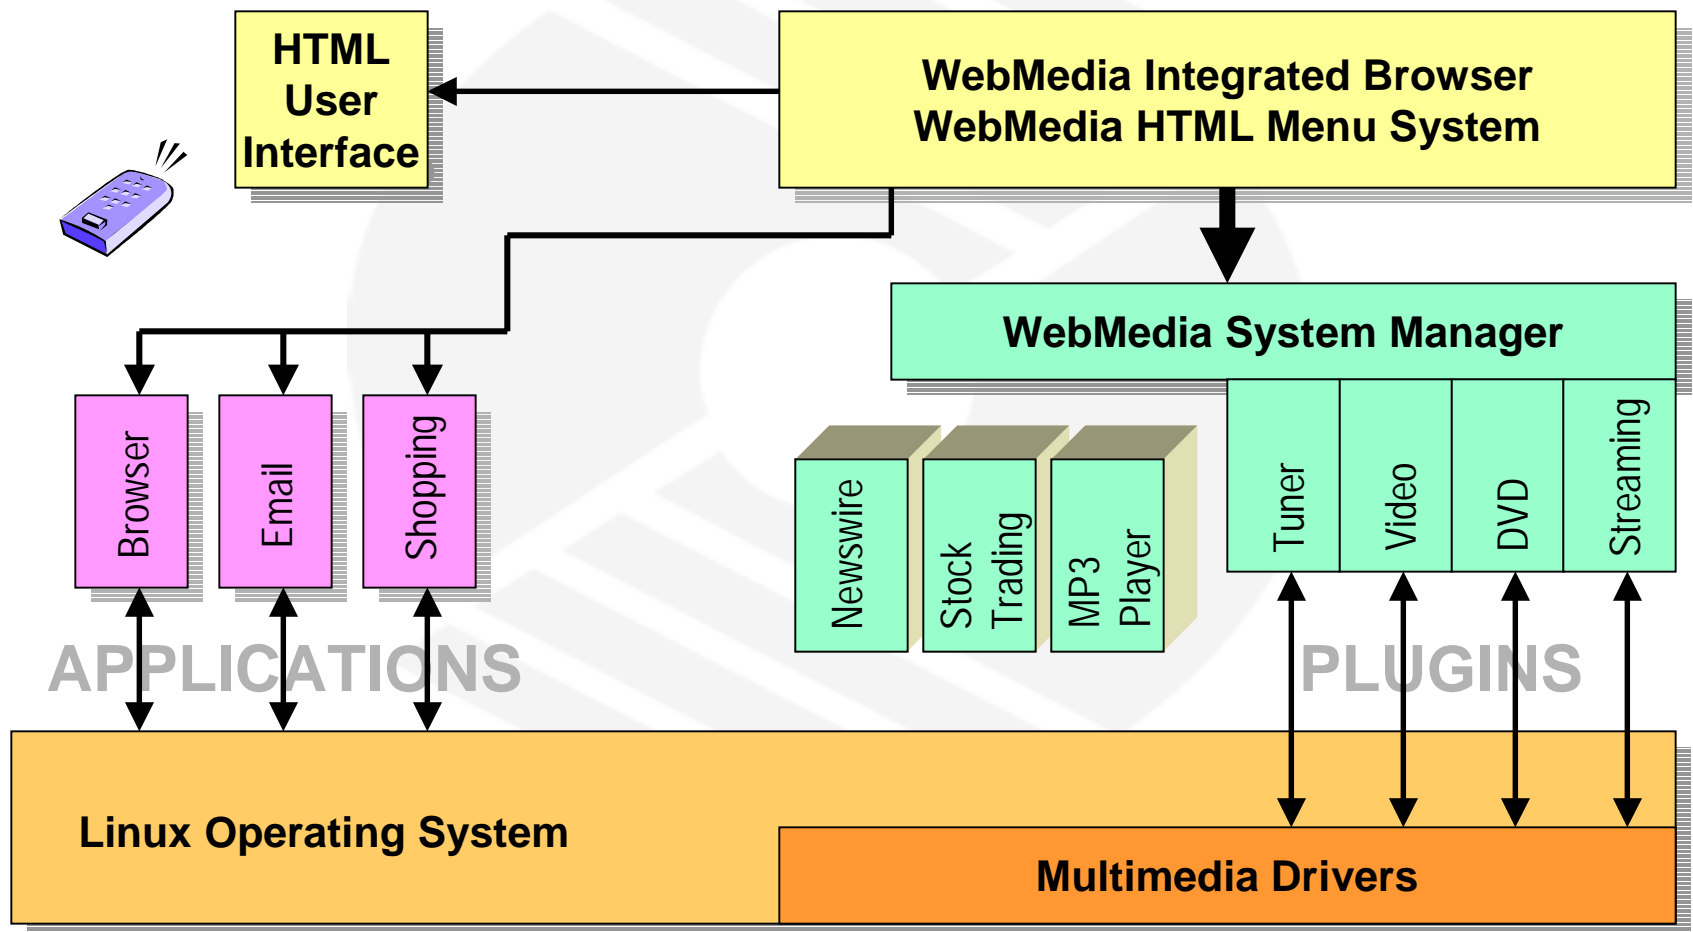 HTML
User
Interface
WebMedia Integrated Browser
WebMedia HTML Menu System
WebMedia System Manager
Browser
Email
Shopping
Newswire
Stock
Trading
MP3
Player
Tuner
Video
DVD
Streaming
APPLICATIONS
PLUGINS
Linux Operating System
Multimedia Drivers